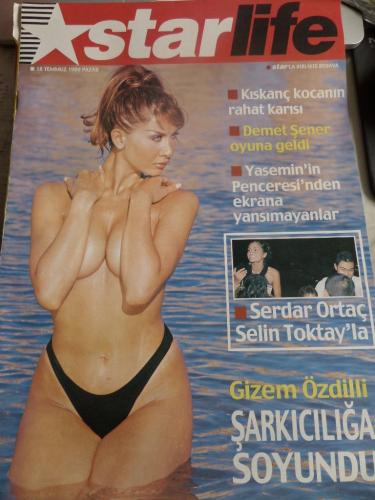 starlife
18 TEMMUZ 1999 PAZAR
Kıskanç kocanın
rahat karısı
Demet Şener
oyuna geldi
Yasemin'in
Penceresi'nden
ekrana
yansımayanlar
Serdar Ortaç
Selin Toktay'la
Gizem Özdilli
ŞARKICILIĞA
SOYUNDU